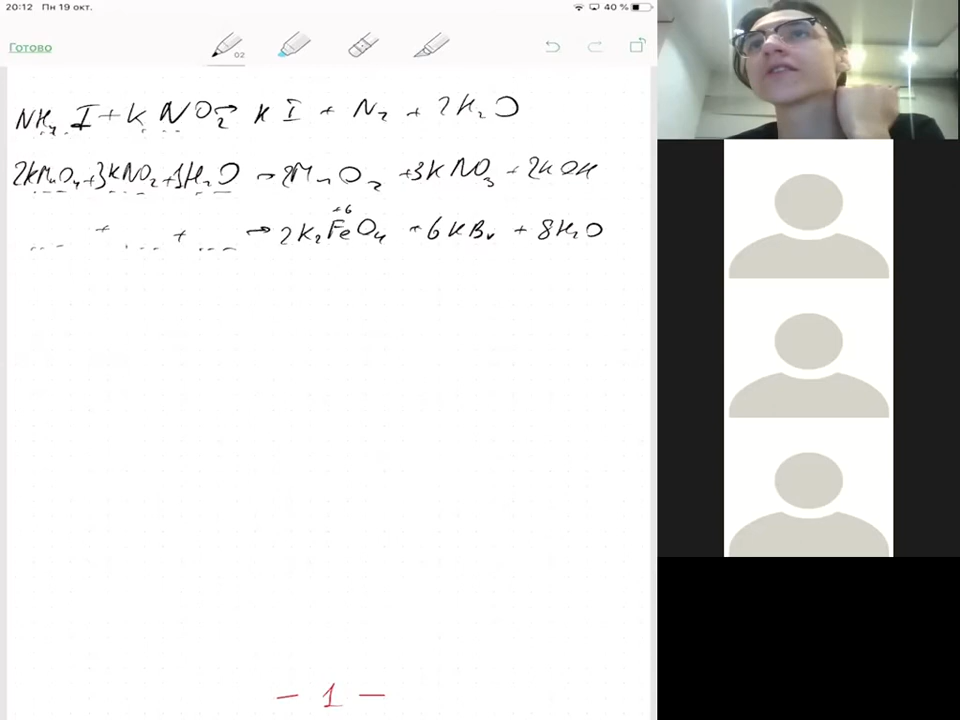 20:12 Пн 19 окт. 40 %
Готово
02
NH₄I + KNO₂ → KI + N₂ + 2H₂O
2KMnO₄ + 3KNO₂ + H₂O → 2MnO₂ + 3KNO₃ + 2KOH
+6
... + ... + ... → 2K₂FeO₄ + 6KBr + 8H₂O
— 1 —